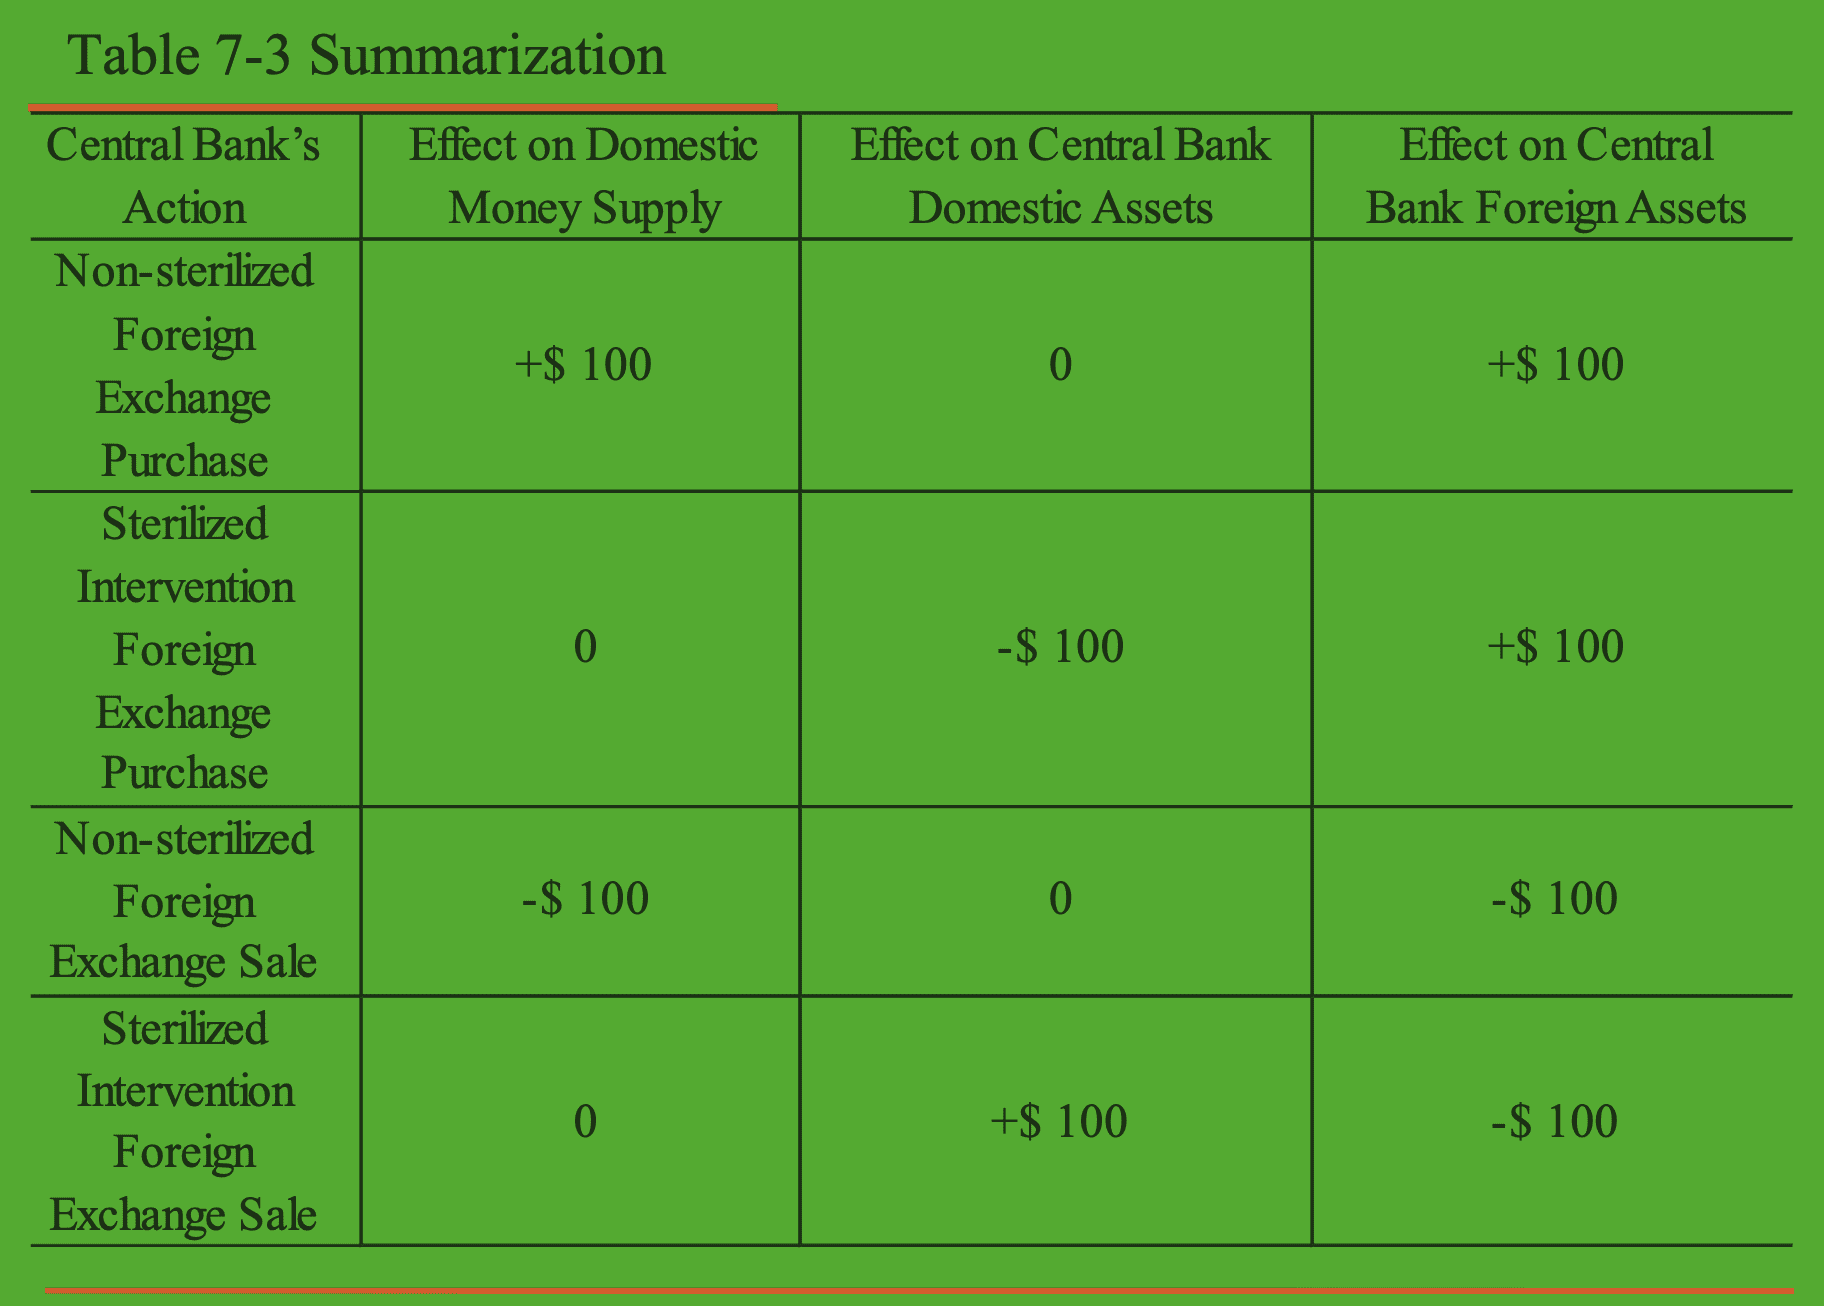 Table 7-3 Summarization
Central Bank’s
Action
Effect on Domestic
Money Supply
Effect on Central Bank
Domestic Assets
Effect on Central
Bank Foreign Assets
Non-sterilized
Foreign
Exchange
Purchase
+$ 100
0
+$ 100
Sterilized
Intervention
Foreign
Exchange
Purchase
0
-$ 100
+$ 100
Non-sterilized
Foreign
Exchange Sale
-$ 100
0
-$ 100
Sterilized
Intervention
Foreign
Exchange Sale
0
+$ 100
-$ 100